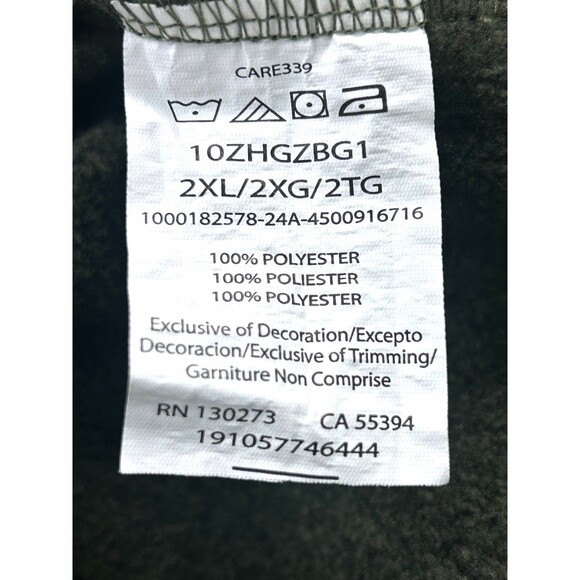 CARE339
10ZHGZBG1
2XL/2XG/2TG
1000182578-24A-4500916716
100% POLYESTER
100% POLIESTER
100% POLYESTER
Exclusive of Decoration/Excepto
Decoracion/Exclusive of Trimming/
Garniture Non Comprise
RN 130273 CA 55394
191057746444